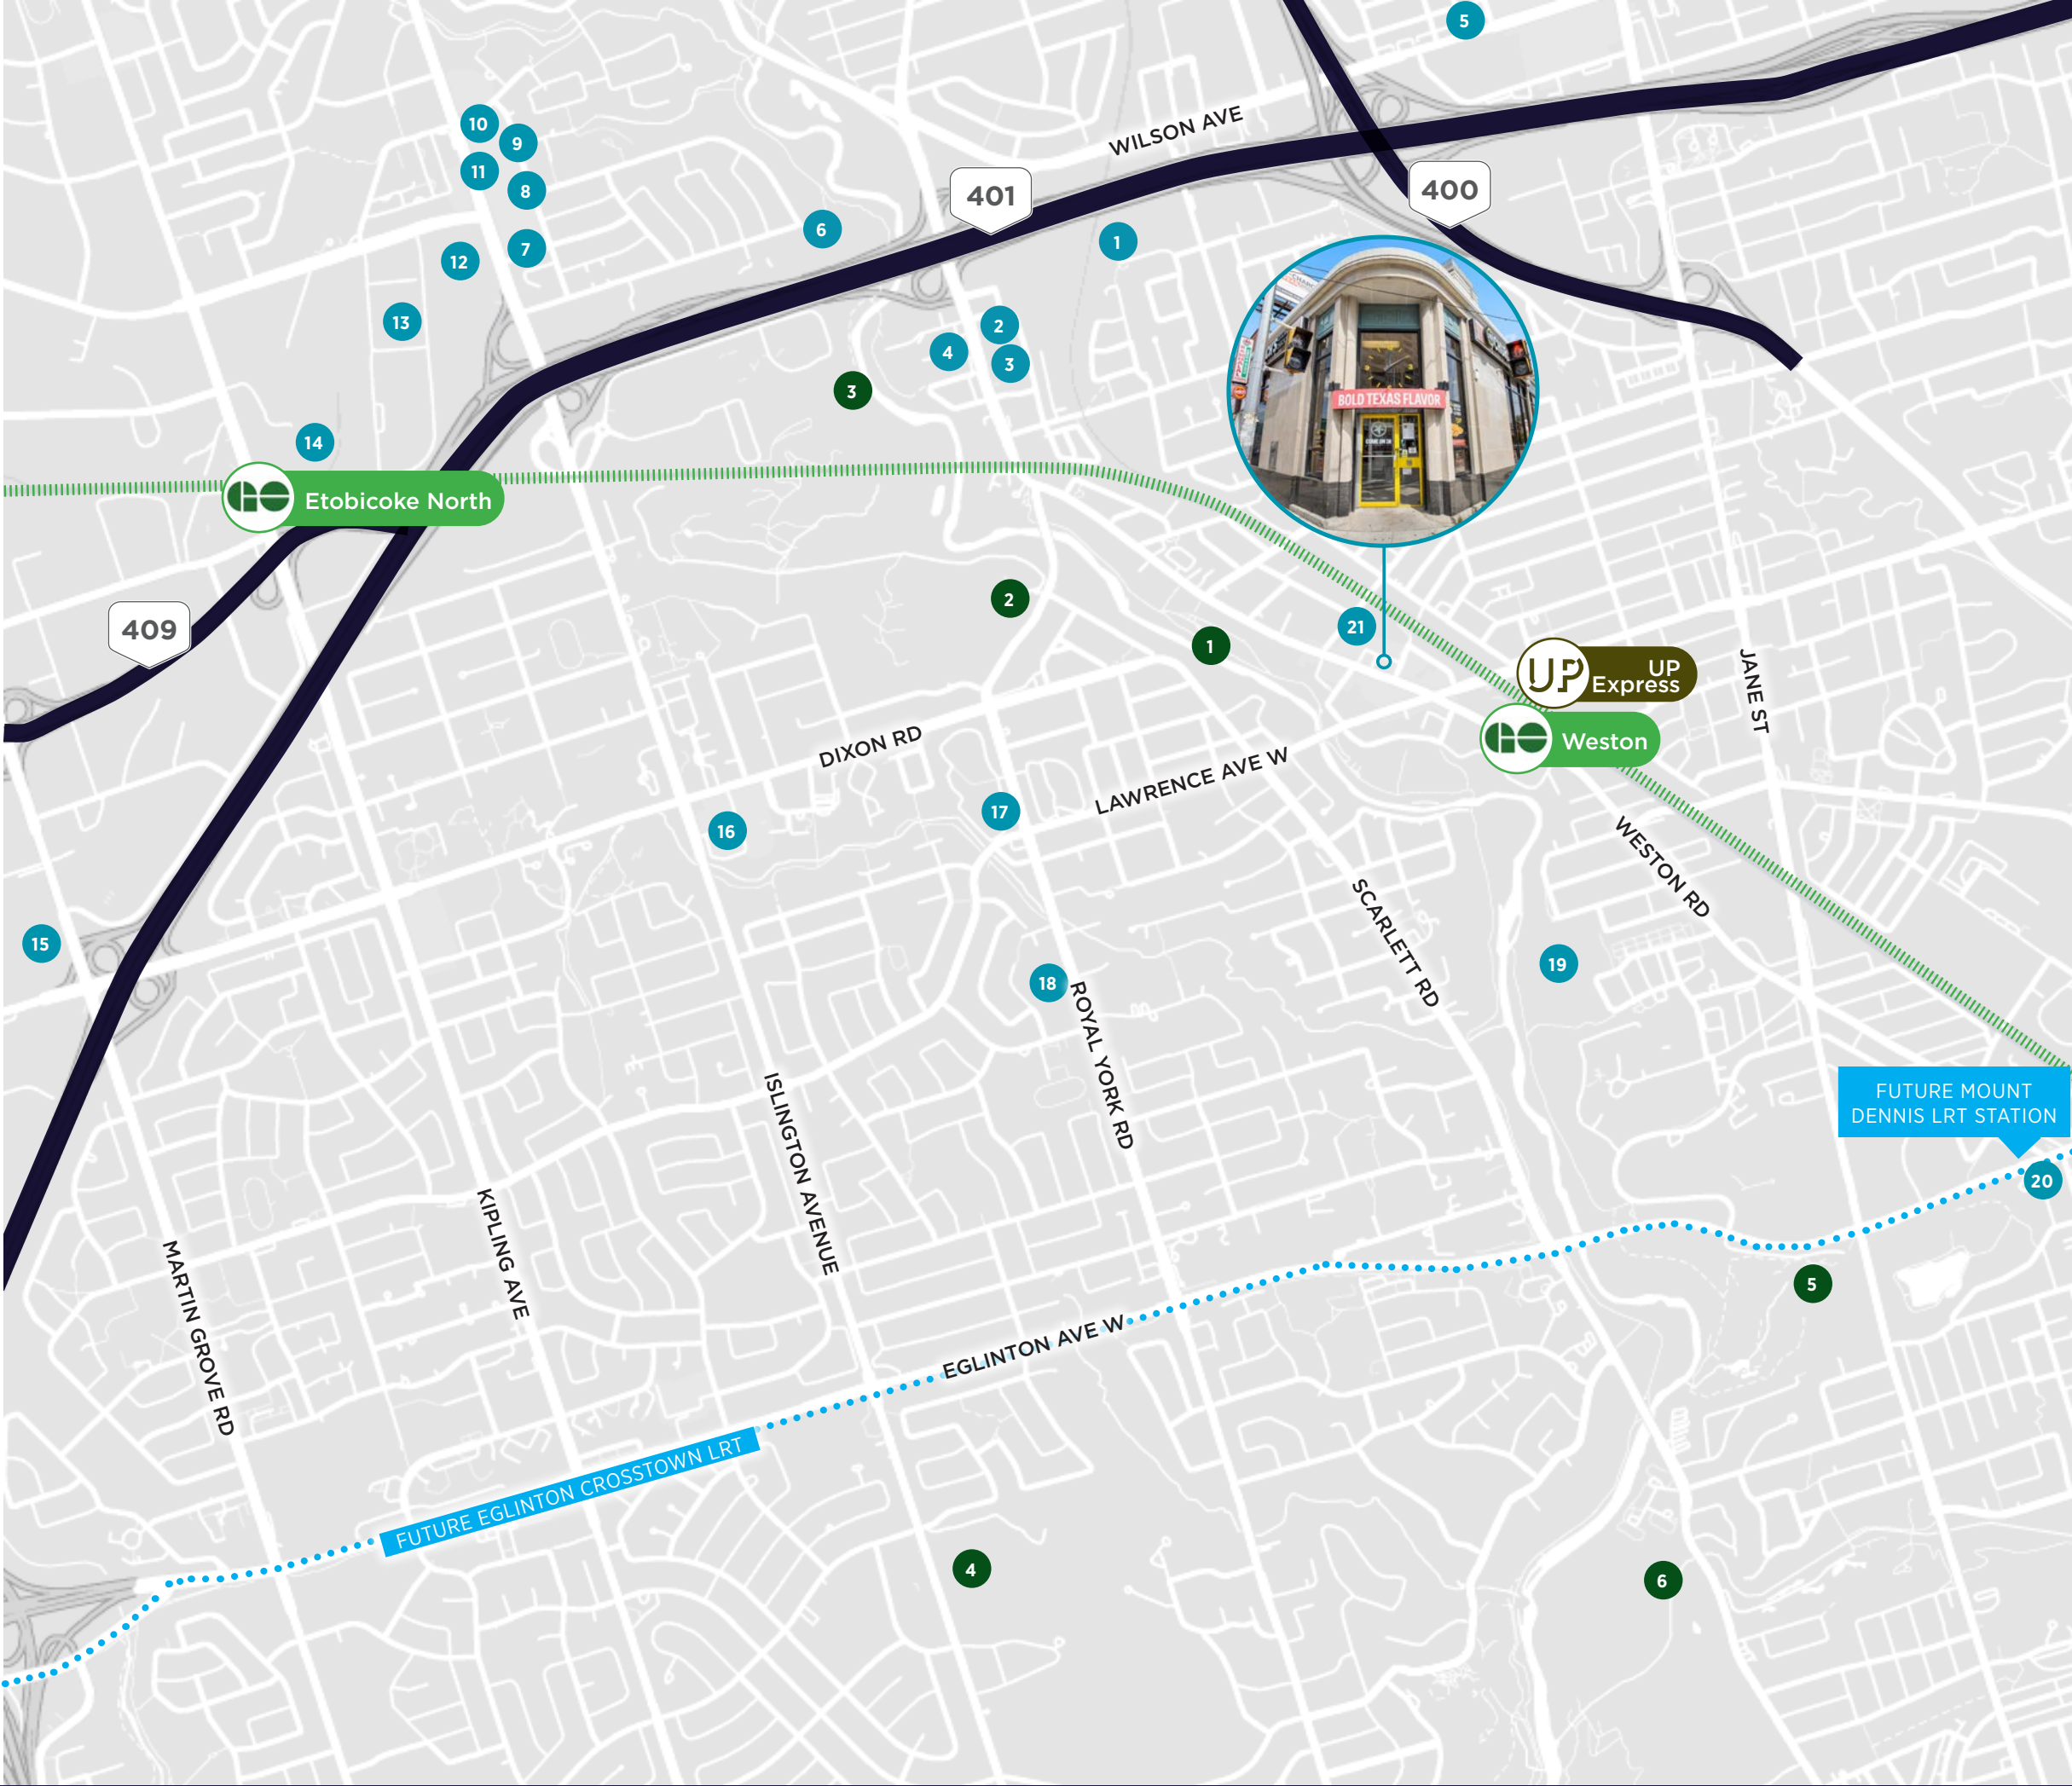 5
10
9
11
8
WILSON AVE
401
400
6
1
7
12
13
2
4
3
3
BOLD TEXAS FLAVOR
14
GO Etobicoke North
2
409
21
1
UP
UP
Express
GO Weston
JANE ST
DIXON RD
LAWRENCE AVE W
16
17
WESTON RD
SCARLETT RD
15
19
18
ROYAL YORK RD
ISLINGTON AVENUE
FUTURE MOUNT
DENNIS LRT STATION
20
KIPLING AVE
MARTIN GROVE RD
5
EGLINTON AVE W
FUTURE EGLINTON CROSSTOWN LRT
4
6